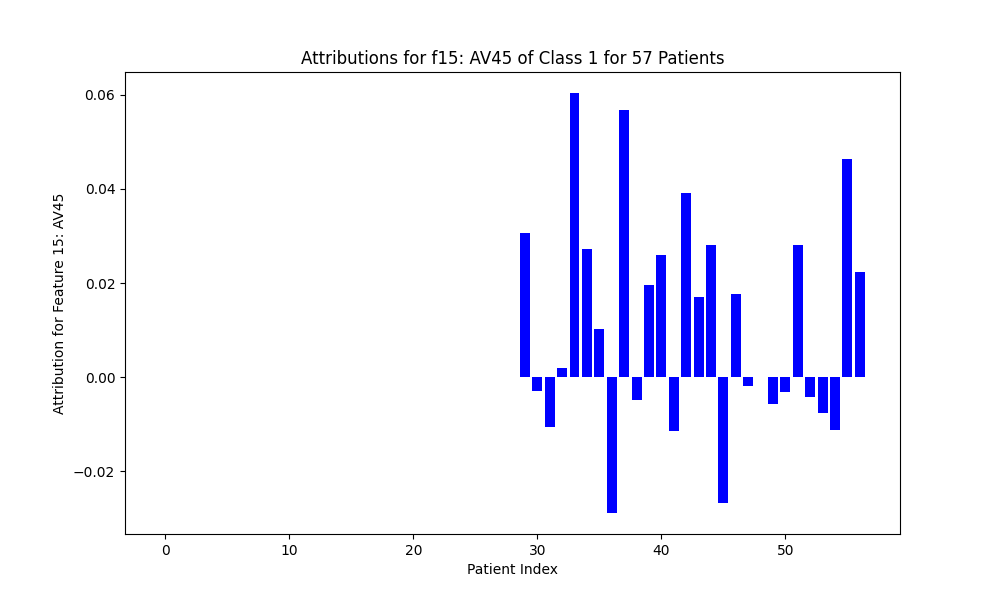 Attributions for f15: AV45 of Class 1 for 57 Patients
Attribution for Feature 15: AV45
0.06
0.04
0.02
0.00
−0.02
0 10 20 30 40 50
Patient Index